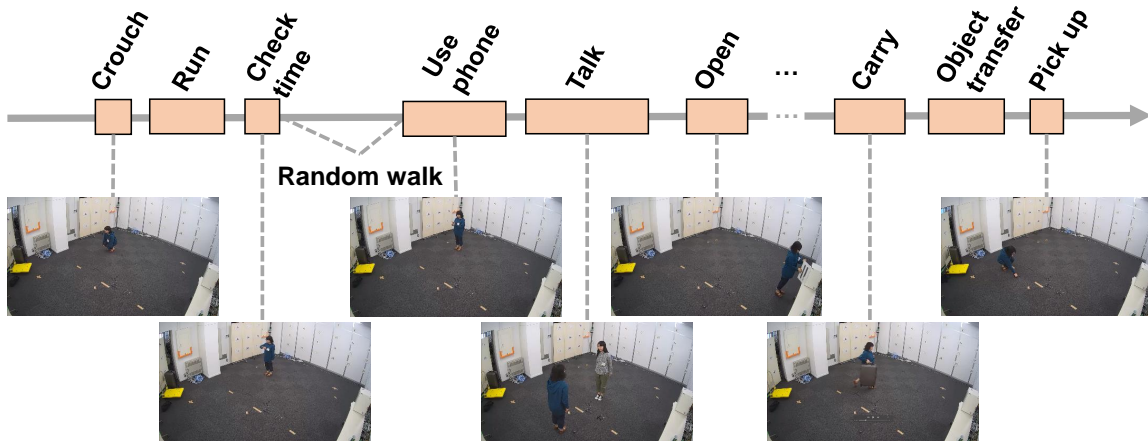 Crouch
Run
Check
time
Use
phone
Talk
Open
...
Carry
Object
transfer
Pick up
...
Random walk